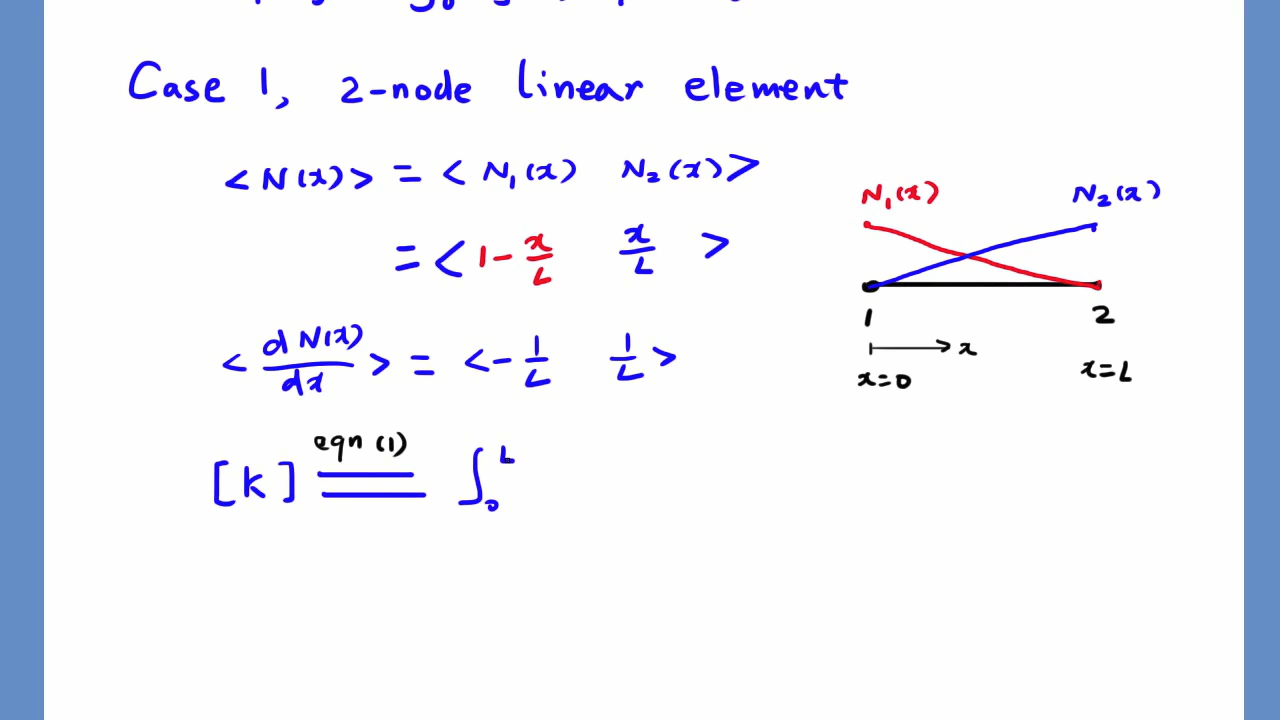 Case 1, 2-node linear element
< N(x) > = < N₁(x) N₂(x) >
= < 1 - x/L x/L >
< dN(x)/dx > = < -1/L 1/L >
[k] eqn (1) ═ ∫₀ᴸ
N₁(x) N₂(x)
1 2
x
x=0 x=L